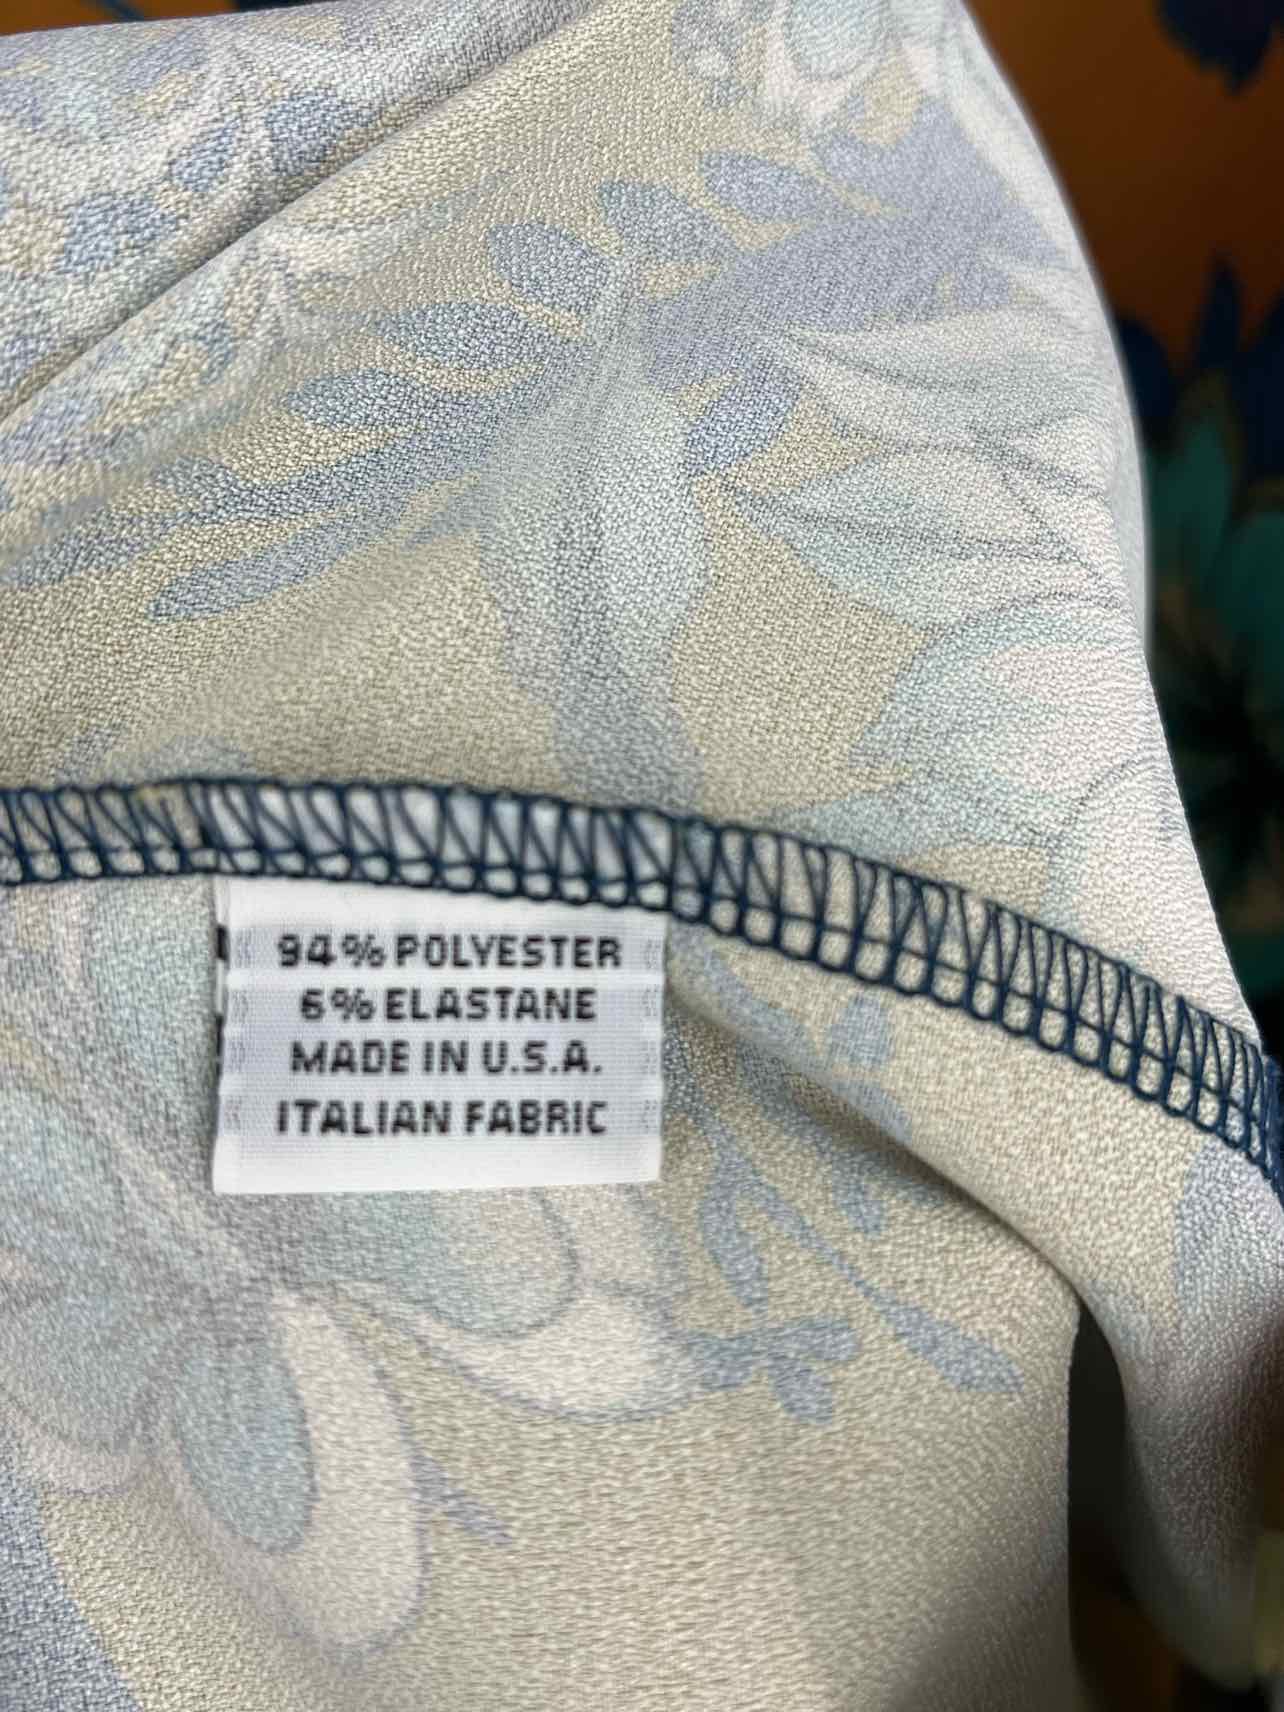 94% POLYESTER
6% ELASTANE
MADE IN U.S.A.
ITALIAN FABRIC